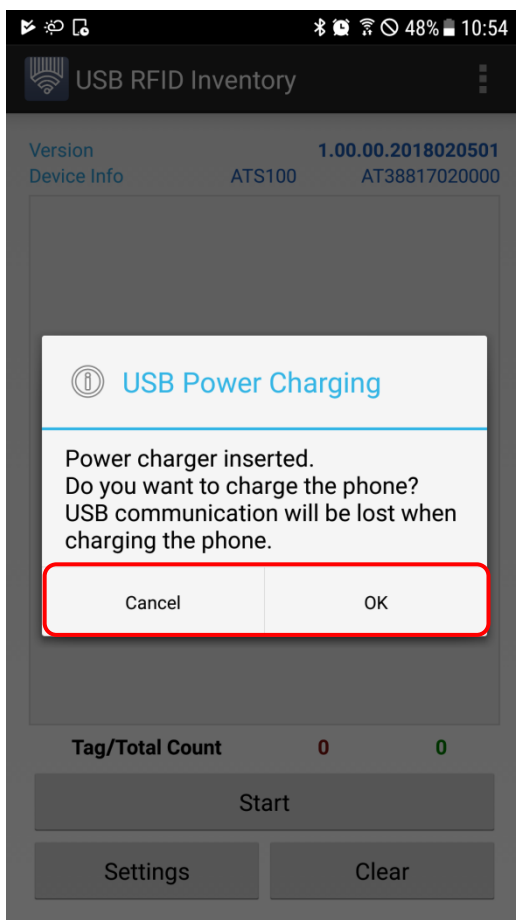 48% 10:54
USB RFID Inventory
Version 1.00.00.2018020501
Device Info ATS100 AT38817020000
USB Power Charging
Power charger inserted.
Do you want to charge the phone?
USB communication will be lost when
charging the phone.
Cancel OK
Tag/Total Count 0 0
Start
Settings Clear